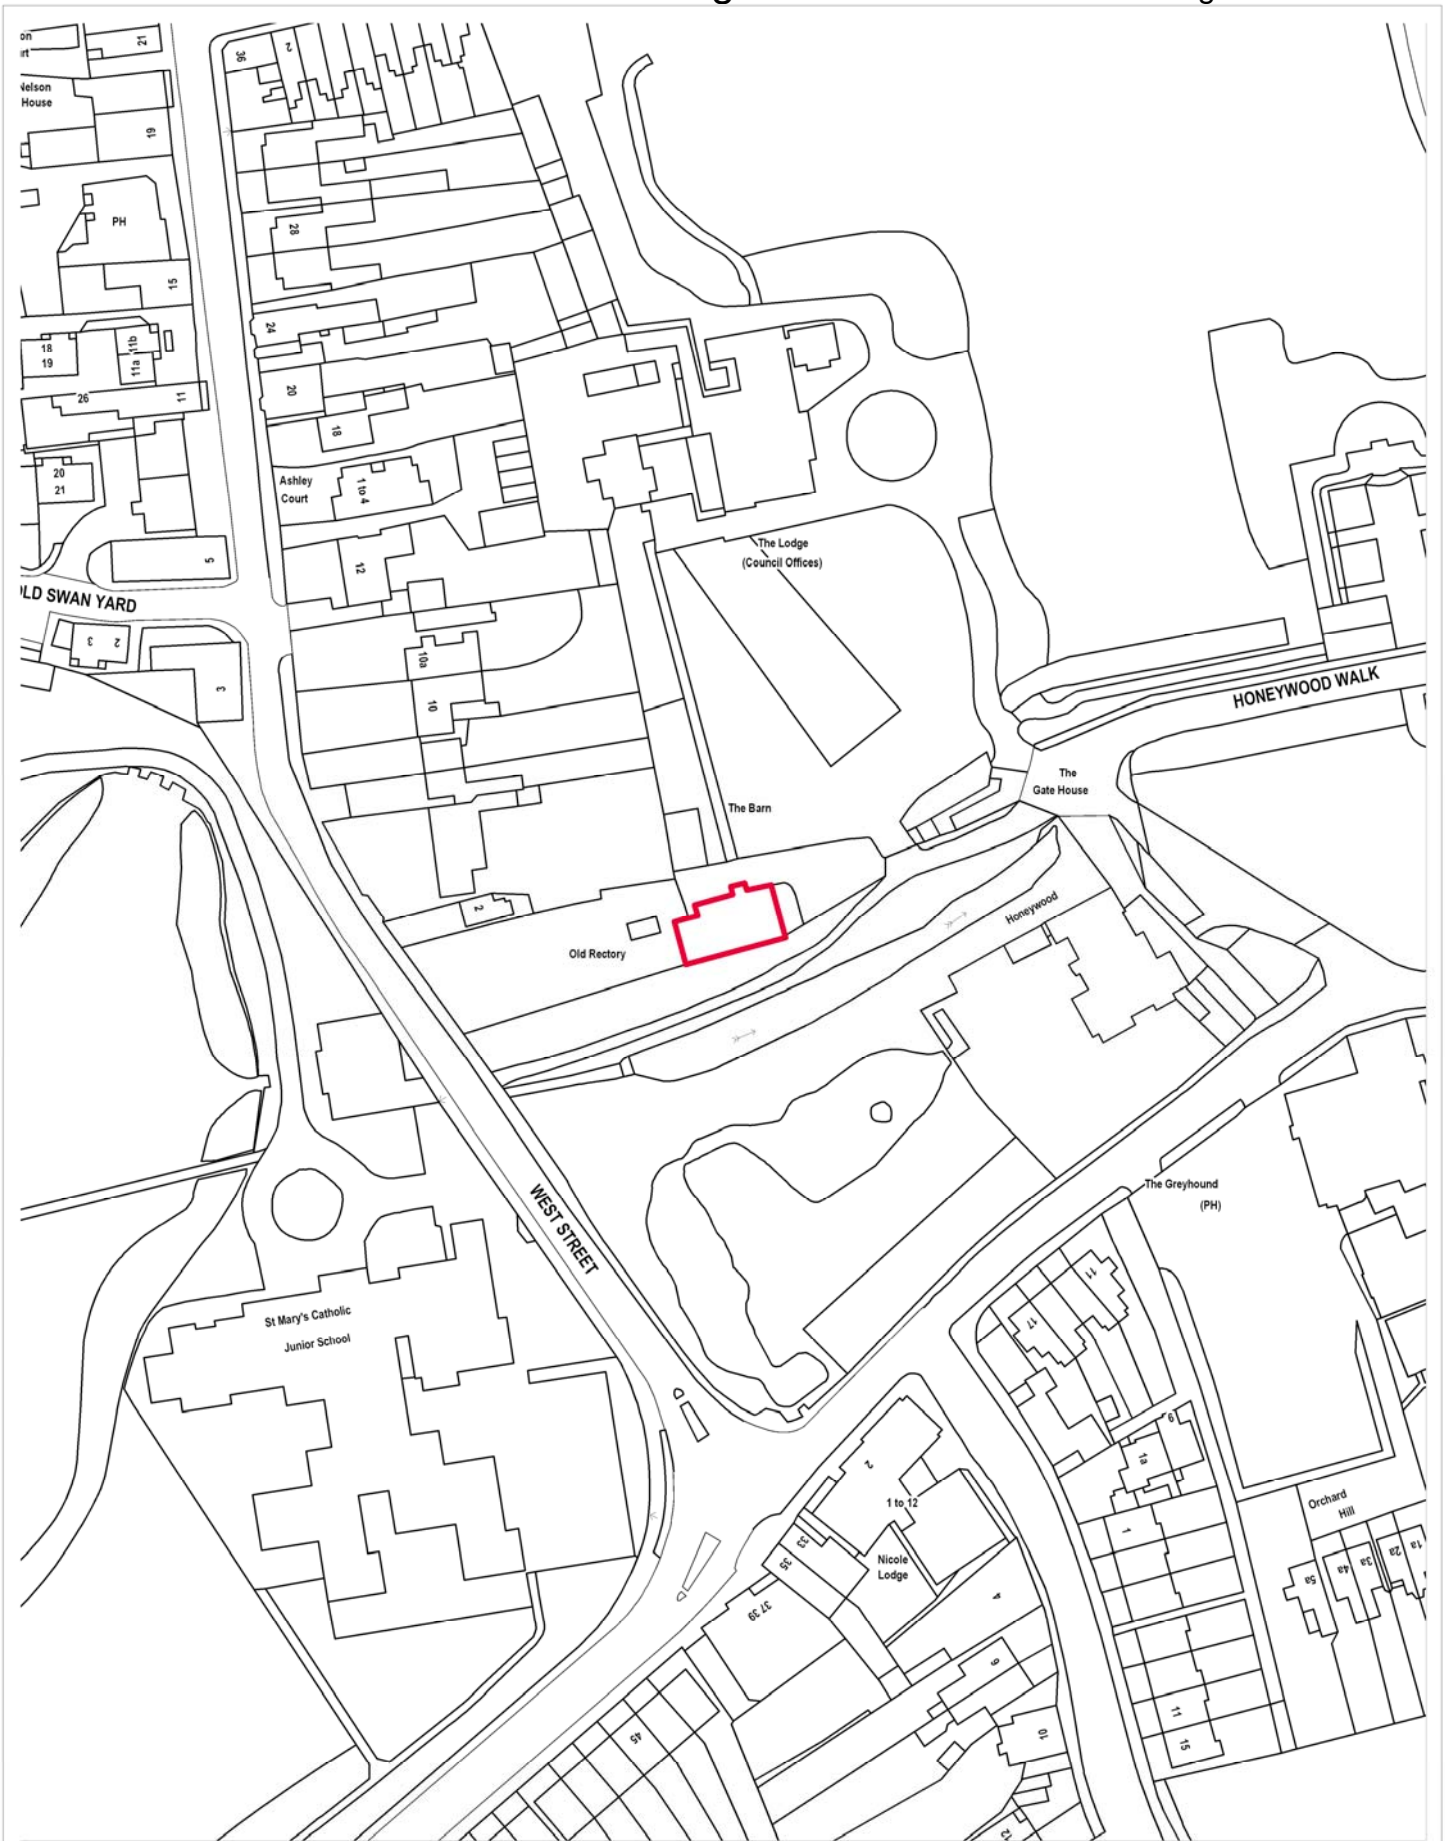 g
g
21
36
2
Nelson
House
19
PH
28
15
24
18
19
11b
11a
26
11
20
18
20
21
Ashley
Court
1 to 4
The Lodge
(Council Offices)
5
12
OLD SWAN YARD
3
2
10a
3
10
HONEYWOOD WALK
The
Gate House
The Barn
2
Honeywood
Old Rectory
WEST STREET
The Greyhound
(PH)
11
17
St Mary's Catholic
Junior School
9
1a
2
1 to 12
Orchard
Hill
1
33
35
Nicole
Lodge
5a
4a
3a
2a
1a
37 39
4
6
11
45
10
15
12